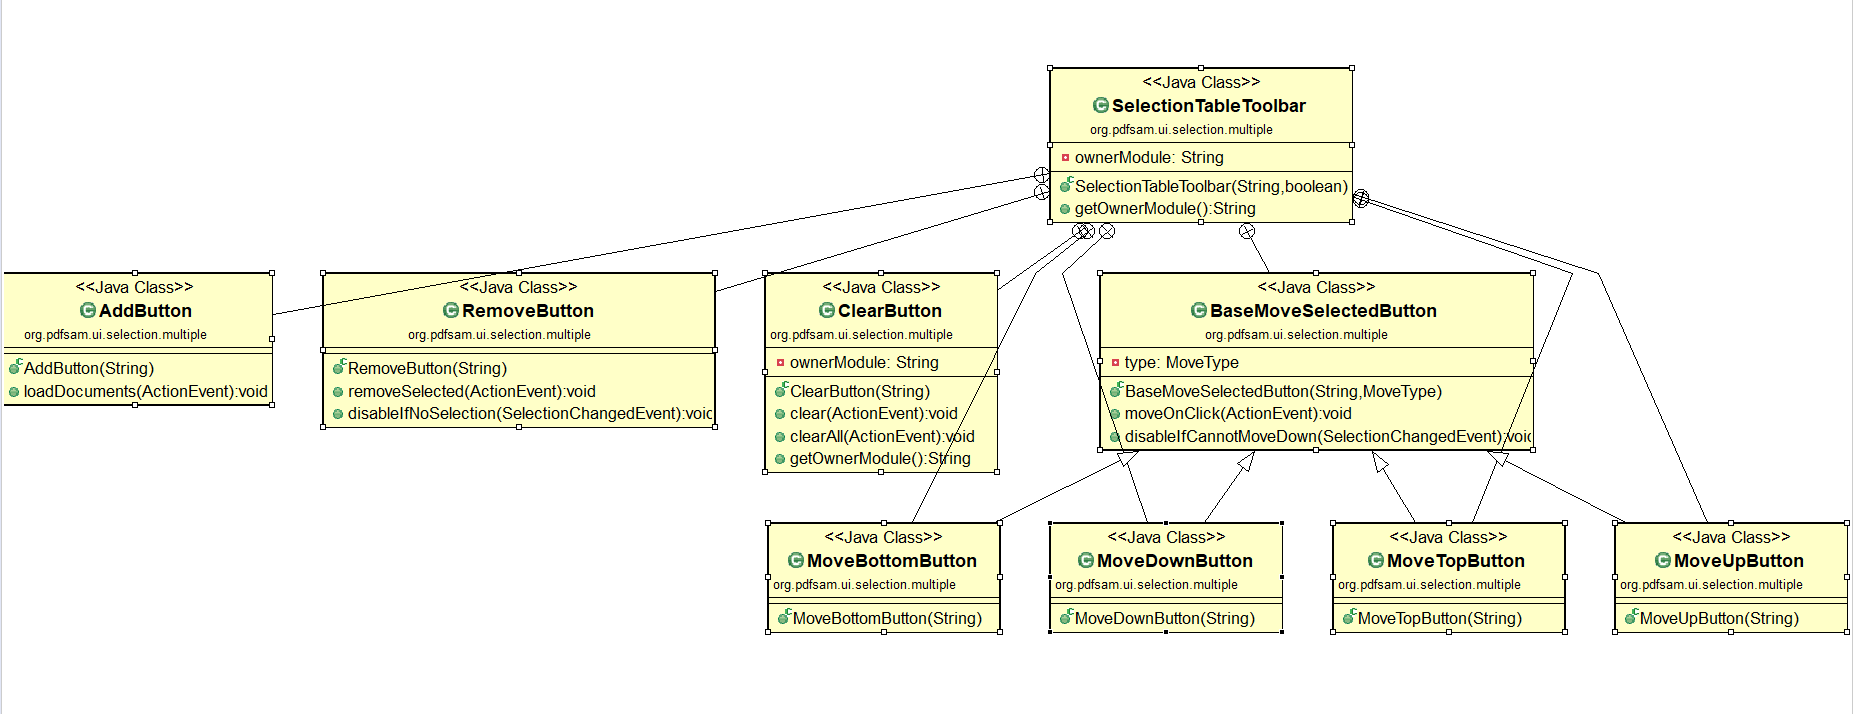 <<Java Class>>
SelectionTableToolbar
org.pdfsam.ui.selection.multiple
ownerModule: String
SelectionTableToolbar(String,boolean)
getOwnerModule():String
<<Java Class>>
AddButton
org.pdfsam.ui.selection.multiple
AddButton(String)
loadDocuments(ActionEvent):void
<<Java Class>>
RemoveButton
org.pdfsam.ui.selection.multiple
RemoveButton(String)
removeSelected(ActionEvent):void
disableIfNoSelection(SelectionChangedEvent):void
<<Java Class>>
ClearButton
org.pdfsam.ui.selection.multiple
ownerModule: String
ClearButton(String)
clear(ActionEvent):void
clearAll(ActionEvent):void
getOwnerModule():String
<<Java Class>>
BaseMoveSelectedButton
org.pdfsam.ui.selection.multiple
type: MoveType
BaseMoveSelectedButton(String,MoveType)
moveOnClick(ActionEvent):void
disableIfCannotMoveDown(SelectionChangedEvent):void
<<Java Class>>
MoveBottomButton
org.pdfsam.ui.selection.multiple
MoveBottomButton(String)
<<Java Class>>
MoveDownButton
org.pdfsam.ui.selection.multiple
MoveDownButton(String)
<<Java Class>>
MoveTopButton
org.pdfsam.ui.selection.multiple
MoveTopButton(String)
<<Java Class>>
MoveUpButton
org.pdfsam.ui.selection.multiple
MoveUpButton(String)